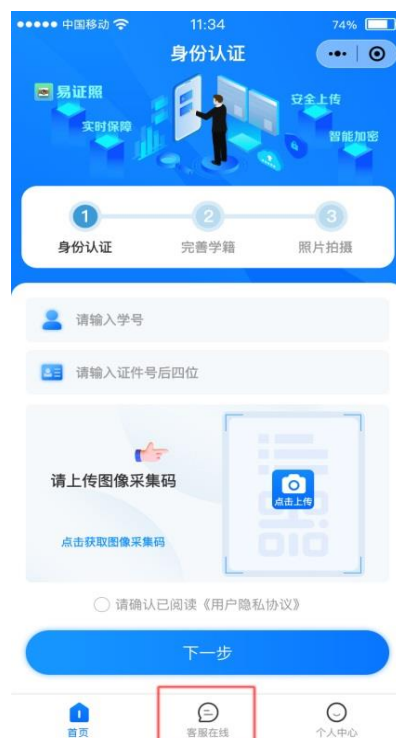 中国移动 11:34 74%
身份认证
易证照
安全上传
实时保障
智能加密
1 2 3
身份认证 完善学籍 照片拍摄
请输入学号
请输入证件号后四位
请上传图像采集码
点击上传
点击获取图像采集码
请确认已阅读《用户隐私协议》
下一步
首页 客服在线 个人中心